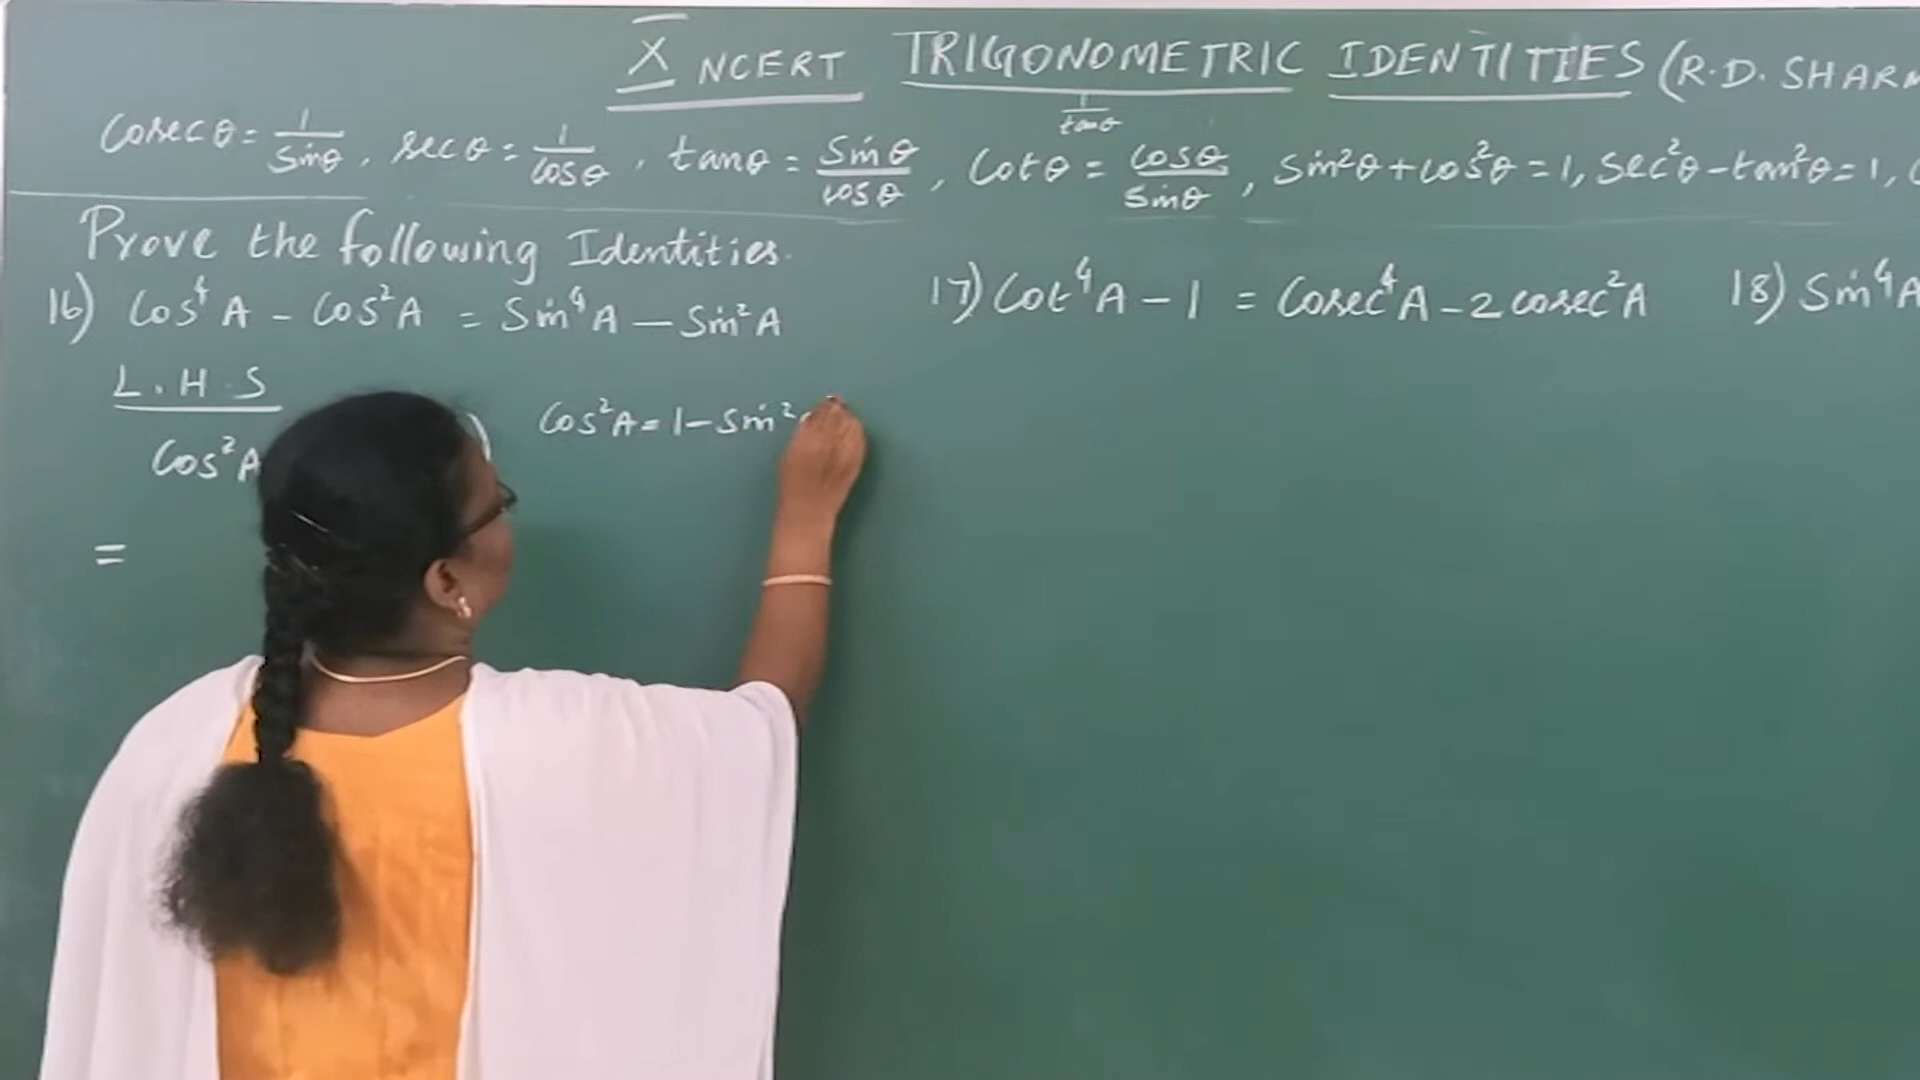 X NCERT TRIGONOMETRIC IDENTITIES (R.D. SHARM
cosecθ = 1/sinθ, secθ = 1/cosθ, tanθ = sinθ/cosθ, cotθ = cosθ/sinθ, sin²θ+cos²θ = 1, sec²θ-tan²θ = 1,
1/tanθ
Prove the following Identities.
16) Cos⁴A - Cos²A = Sin⁴A - Sin²A
17) Cot⁴A - 1 = Cosec⁴A - 2 cosec²A
18) Sin⁴A
L.H.S
Cos²A
Cos²A = 1 - Sin²
=